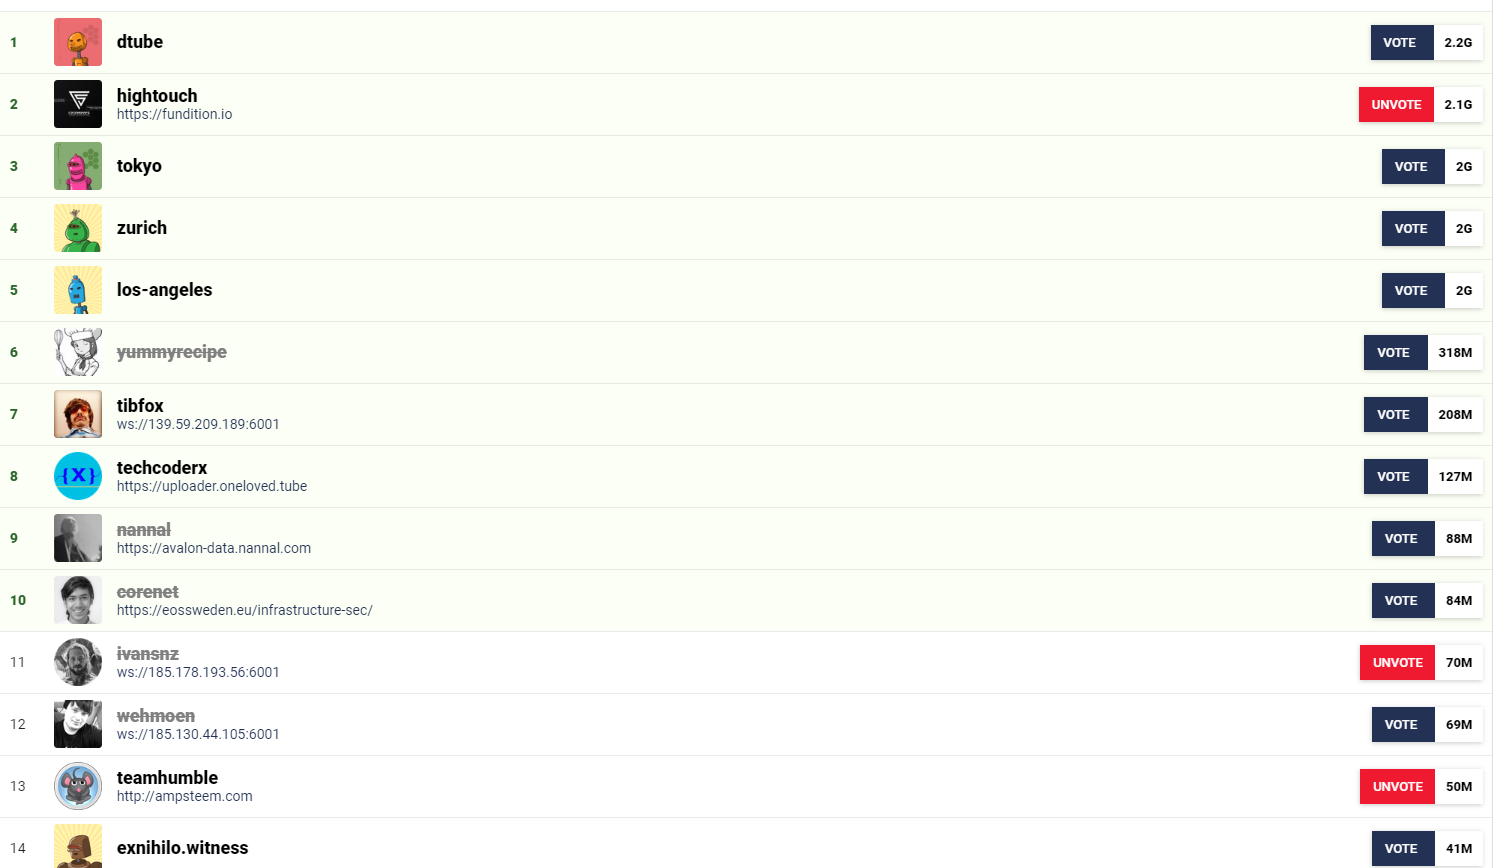 1 dtube VOTE 2.2G
2 hightouch UNVOTE 2.1G
https://fundition.io
3 tokyo VOTE 2G
4 zurich VOTE 2G
5 los-angeles VOTE 2G
6 yummyrecipe VOTE 318M
7 tibfox VOTE 208M
ws://139.59.209.189:6001
8 techcoderx VOTE 127M
{X}
https://uploader.oneloved.tube
9 nannal VOTE 88M
https://avalon-data.nannal.com
10 corenet VOTE 84M
https://eossweden.eu/infrastructure-sec/
11 ivansnz UNVOTE 70M
ws://185.178.193.56:6001
12 wehmoen VOTE 69M
ws://185.130.44.105:6001
13 teamhumble UNVOTE 50M
http://ampsteem.com
14 exnihilo.witness VOTE 41M